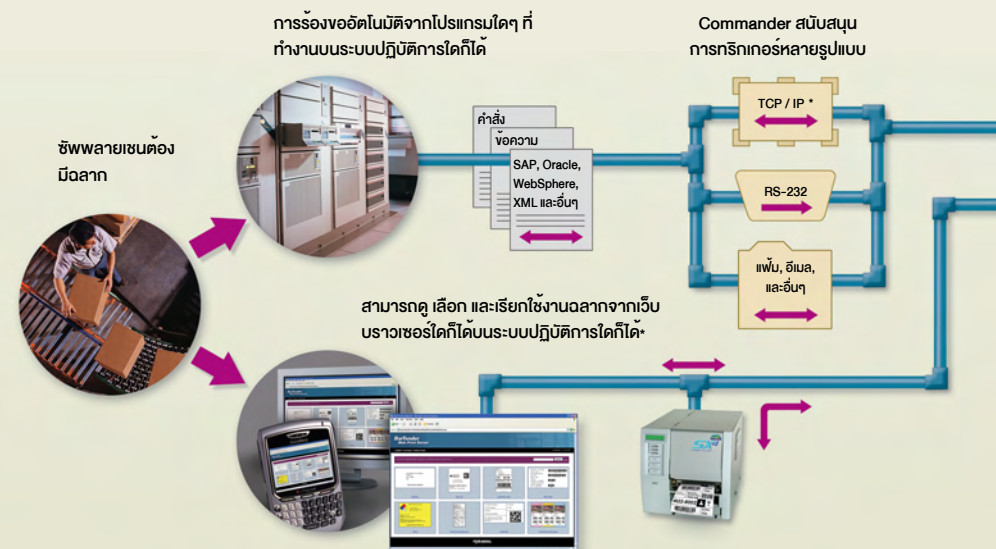 การร้องขออัตโนมัติจากโปรแกรมใดๆ ที่
ทำงานบนระบบปฏิบัติการใดก็ได้
Commander สนับสนุน
การทริกเกอร์หลายรูปแบบ
ซัพพลายเชนต้อง
มีฉลาก
คำสั่ง
ข้อความ
SAP, Oracle,
WebSphere,
XML และอื่นๆ
TCP / IP *
RS-232
แฟ้ม, อีเมล,
และอื่นๆ
สามารถดู เลือก และเรียกใช้งานฉลากจากเว็บ
บราวเซอร์ใดก็ได้บนระบบปฏิบัติการใดก็ได้*
BarTender
Web Print Server